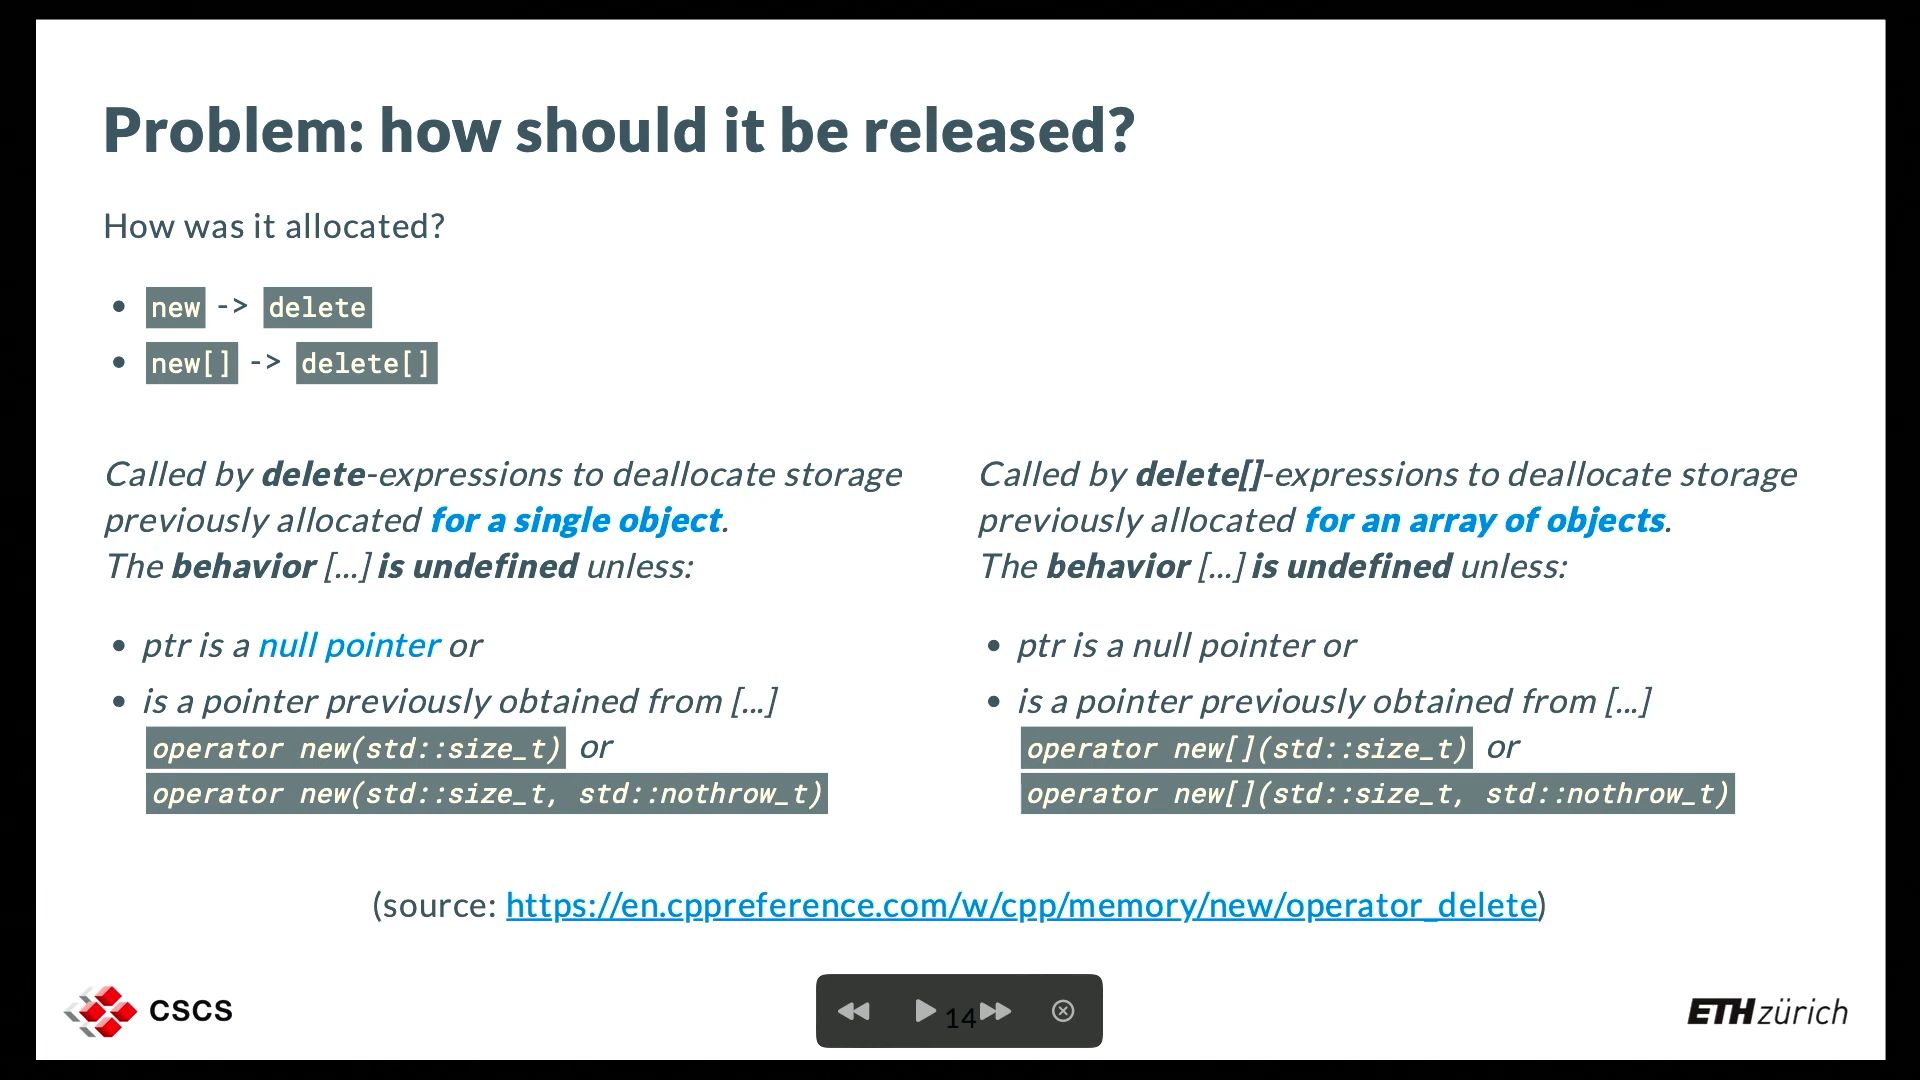 Problem: how should it be released?
How was it allocated?
• new -> delete
• new[] -> delete[]
Called by delete-expressions to deallocate storage
previously allocated for a single object.
The behavior [...] is undefined unless:
• ptr is a null pointer or
• is a pointer previously obtained from [...]
operator new(std::size_t) or
operator new(std::size_t, std::nothrow_t)
Called by delete[]-expressions to deallocate storage
previously allocated for an array of objects.
The behavior [...] is undefined unless:
• ptr is a null pointer or
• is a pointer previously obtained from [...]
operator new[](std::size_t) or
operator new[](std::size_t, std::nothrow_t)
(source: https://en.cppreference.com/w/cpp/memory/new/operator_delete)
CSCS
14
ETH zürich